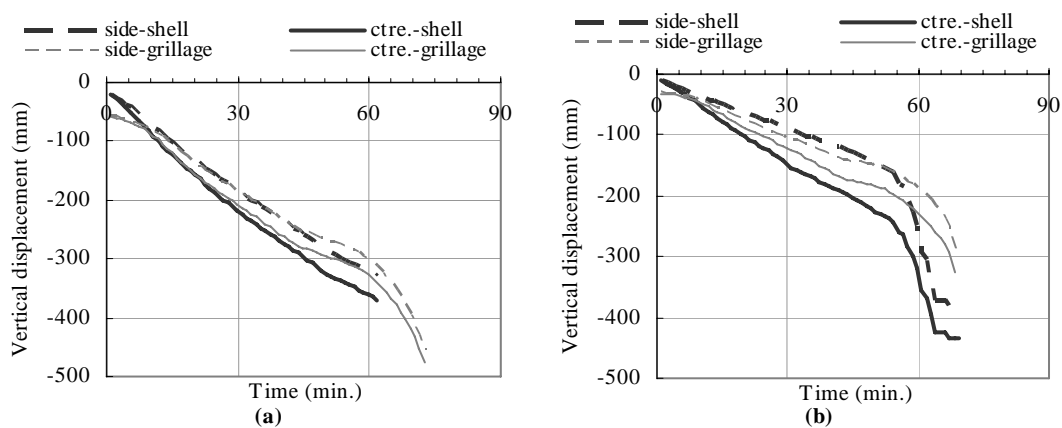 side-shell
ctre.-shell
side-grillage
ctre.-grillage
0
0
30
60
90
-100
-200
-300
-400
-500
Vertical displacement (mm)
Time (min.)
(a)
side-shell
ctre.-shell
side-grillage
ctre.-grillage
0
0
30
60
90
-100
-200
-300
-400
-500
Vertical displacement (mm)
Time (min.)
(b)